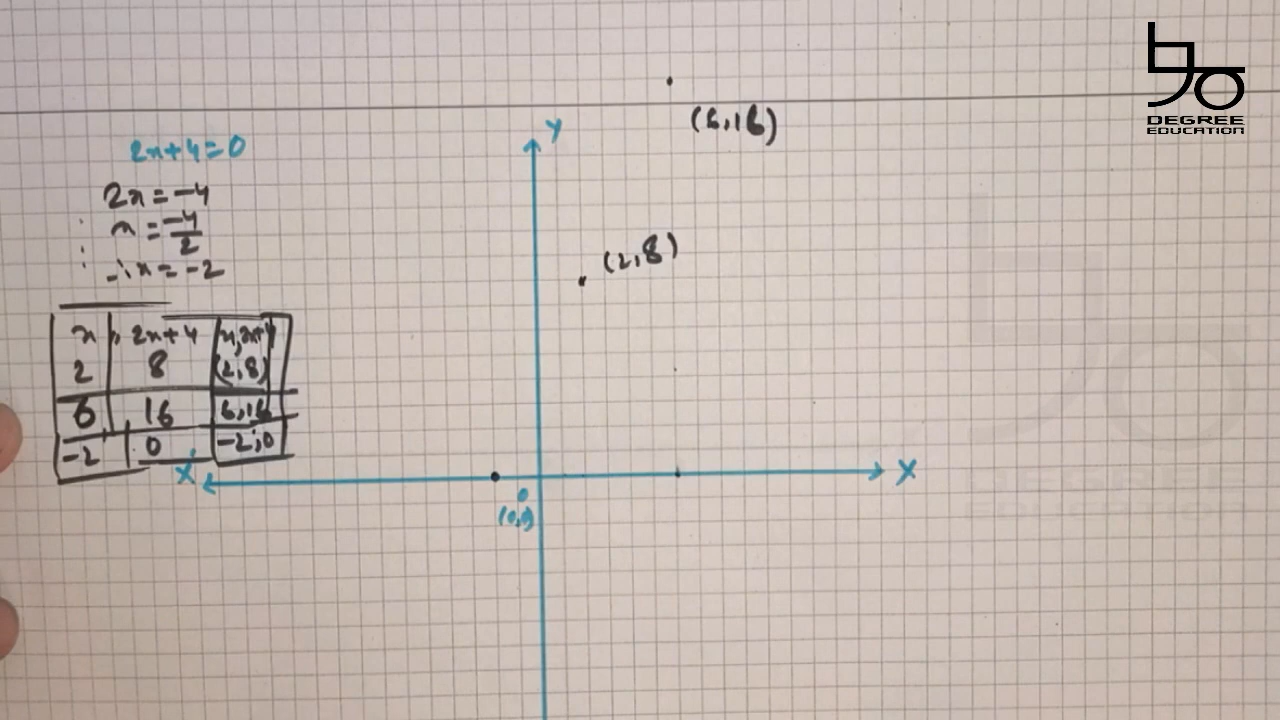 DEGREE
EDUCATION
Y
(6,16)
2x+4=0
2x=-4
∴ x=-4/2
∴ x=-2
(2,8)
x 2x+4 x,2x+4
2 8 (2,8)
6 16 6,16
-2 0 -2,0
X'
X
0
(0,0)